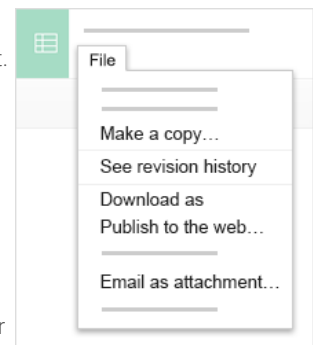 File
Make a copy…
See revision history
Download as
Publish to the web…
Email as attachment…